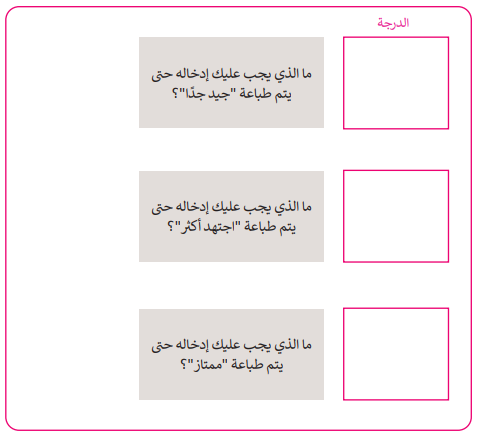 الدرجة
ما الذي يجب عليك إدخاله حتى
يتم طباعة "جيد جدًا"؟
ما الذي يجب عليك إدخاله حتى
يتم طباعة "اجتهد أكثر"؟
ما الذي يجب عليك إدخاله حتى
يتم طباعة "ممتاز"؟